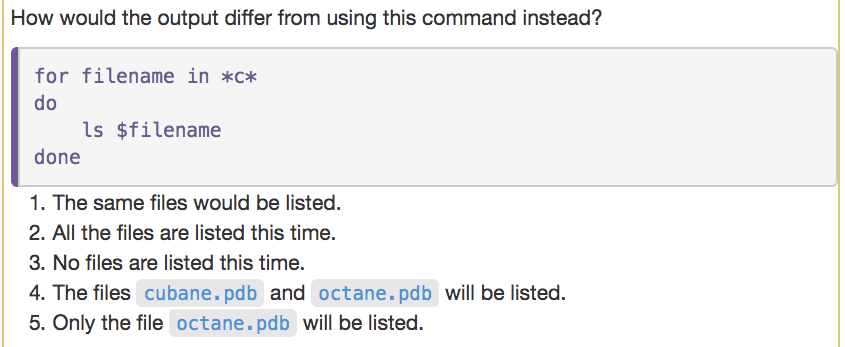 How would the output differ from using this command instead?
for filename in *c*
do
    ls $filename
done
1. The same files would be listed.
2. All the files are listed this time.
3. No files are listed this time.
4. The files cubane.pdb and octane.pdb will be listed.
5. Only the file octane.pdb will be listed.